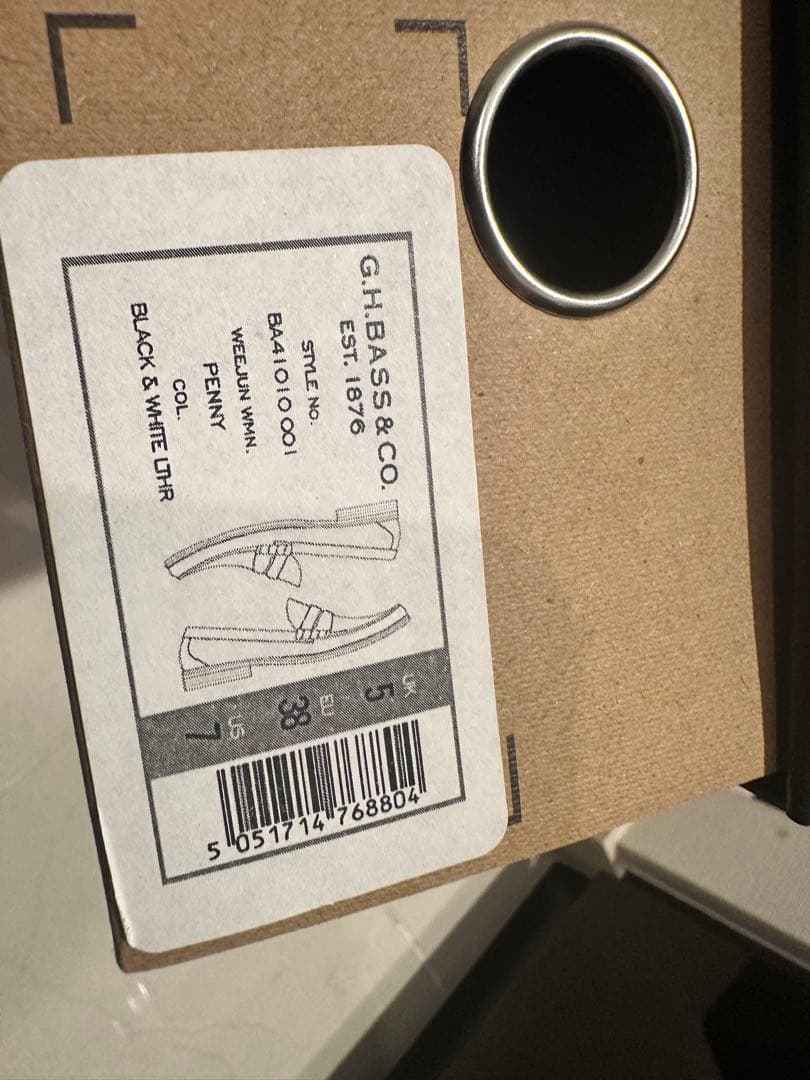 G.H.BASS & CO.
EST. 1876
STYLE NO.
BA41010 001
WEEJUN WMN.
PENNY
COL.
BLACK & WHITE LTHR
UK
5
EU
38
US
7
5 051714 768804